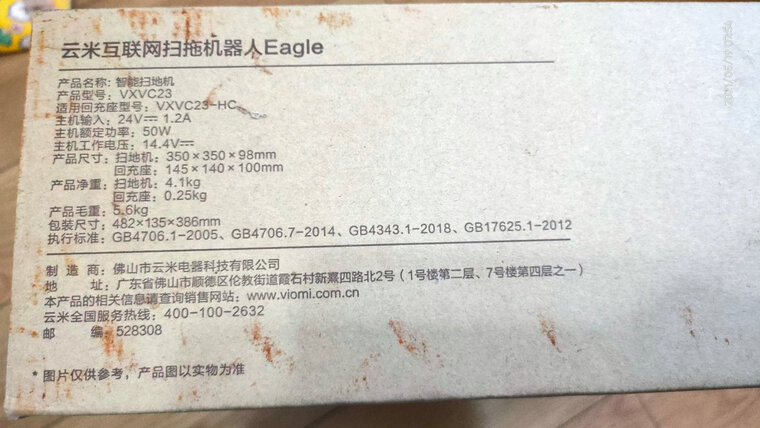 云米互联网扫拖机器人Eagle
产品名称: 智能扫地机
产品型号: VXVC23
适用回充座型号: VXVC23-HC
主机输入: 24V⎓ 1.2A
主机额定功率: 50W
主机工作电压: 14.4V⎓
产品尺寸: 扫地机: 350×350×98mm
回充座: 145×140×100mm
产品净重: 扫地机: 4.1kg
回充座: 0.25kg
产品毛重: 5.6kg
包装尺寸: 482×135×386mm
执行标准: GB4706.1-2005、GB4706.7-2014、GB4343.1-2018、GB17625.1-2012
制 造 商: 佛山市云米电器科技有限公司
地 址: 广东省佛山市顺德区伦教街道霞石村新熹四路北2号(1号楼第二层、7号楼第四层之一)
本产品的相关信息请查询销售网站: www.viomi.com.cn
云米全国服务热线: 400-100-2632
邮 编: 528308
* 图片仅供参考, 产品图以实物为准